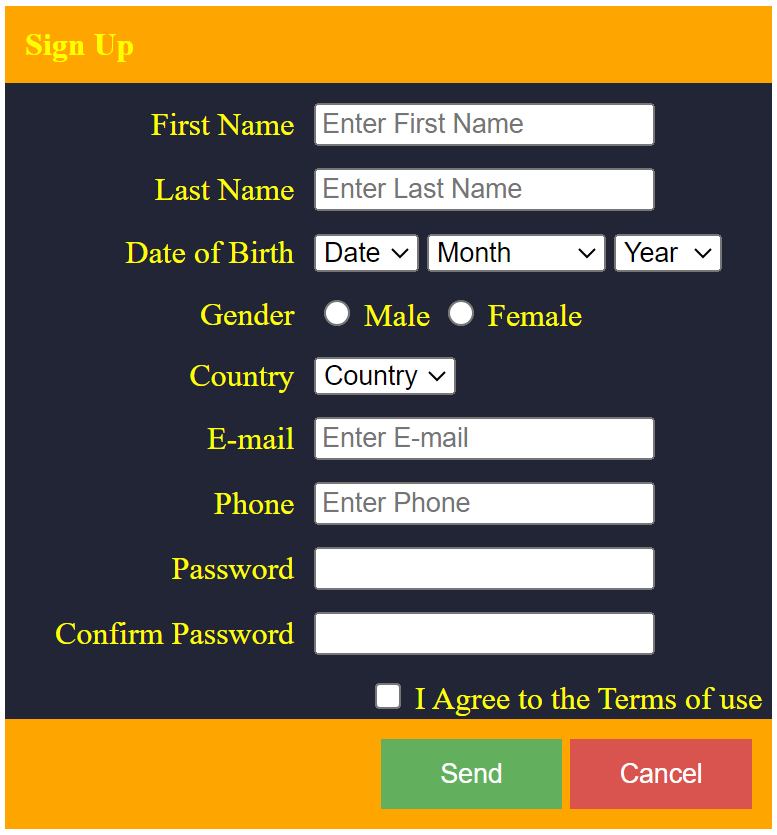 Sign Up
First Name Enter First Name
Last Name Enter Last Name
Date of Birth Date Month Year
Gender Male Female
Country Country
E-mail Enter E-mail
Phone Enter Phone
Password
Confirm Password
I Agree to the Terms of use
Send Cancel